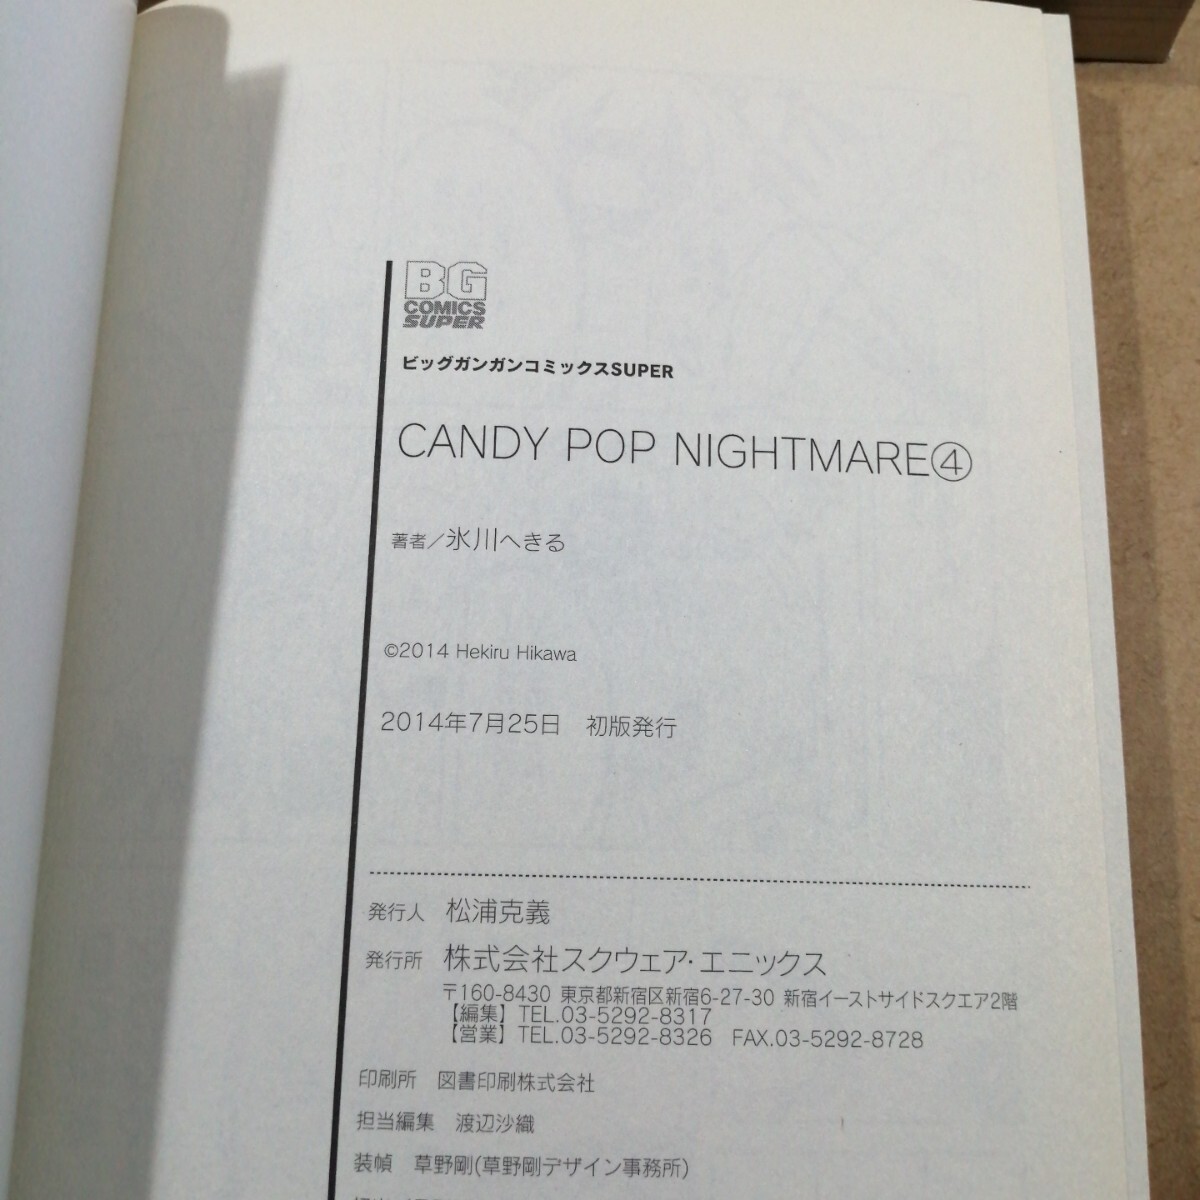 BG
COMICS
SUPER
ビッグガンガンコミックスSUPER
CANDY POP NIGHTMARE④
著者／氷川へきる
©2014 Hekiru Hikawa
2014年7月25日　初版発行
発行人　松浦克義
発行所　株式会社スクウェア・エニックス
〒160-8430 東京都新宿区新宿6-27-30 新宿イーストサイドスクエア2階
【編集】TEL.03-5292-8317
【営業】TEL.03-5292-8326　FAX.03-5292-8728
印刷所　図書印刷株式会社
担当編集　渡辺沙織
装幀　草野剛(草野剛デザイン事務所)